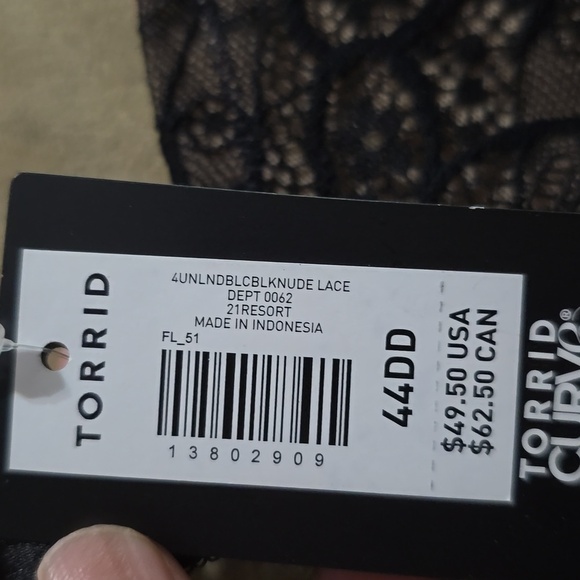 TORRID
4UNLNDBLCBLKNUDE LACE
DEPT 0062
21RESORT
MADE IN INDONESIA
FL_51
13802909
44DD
$49.50 USA
$62.50 CAN
TORRID
CURVE®